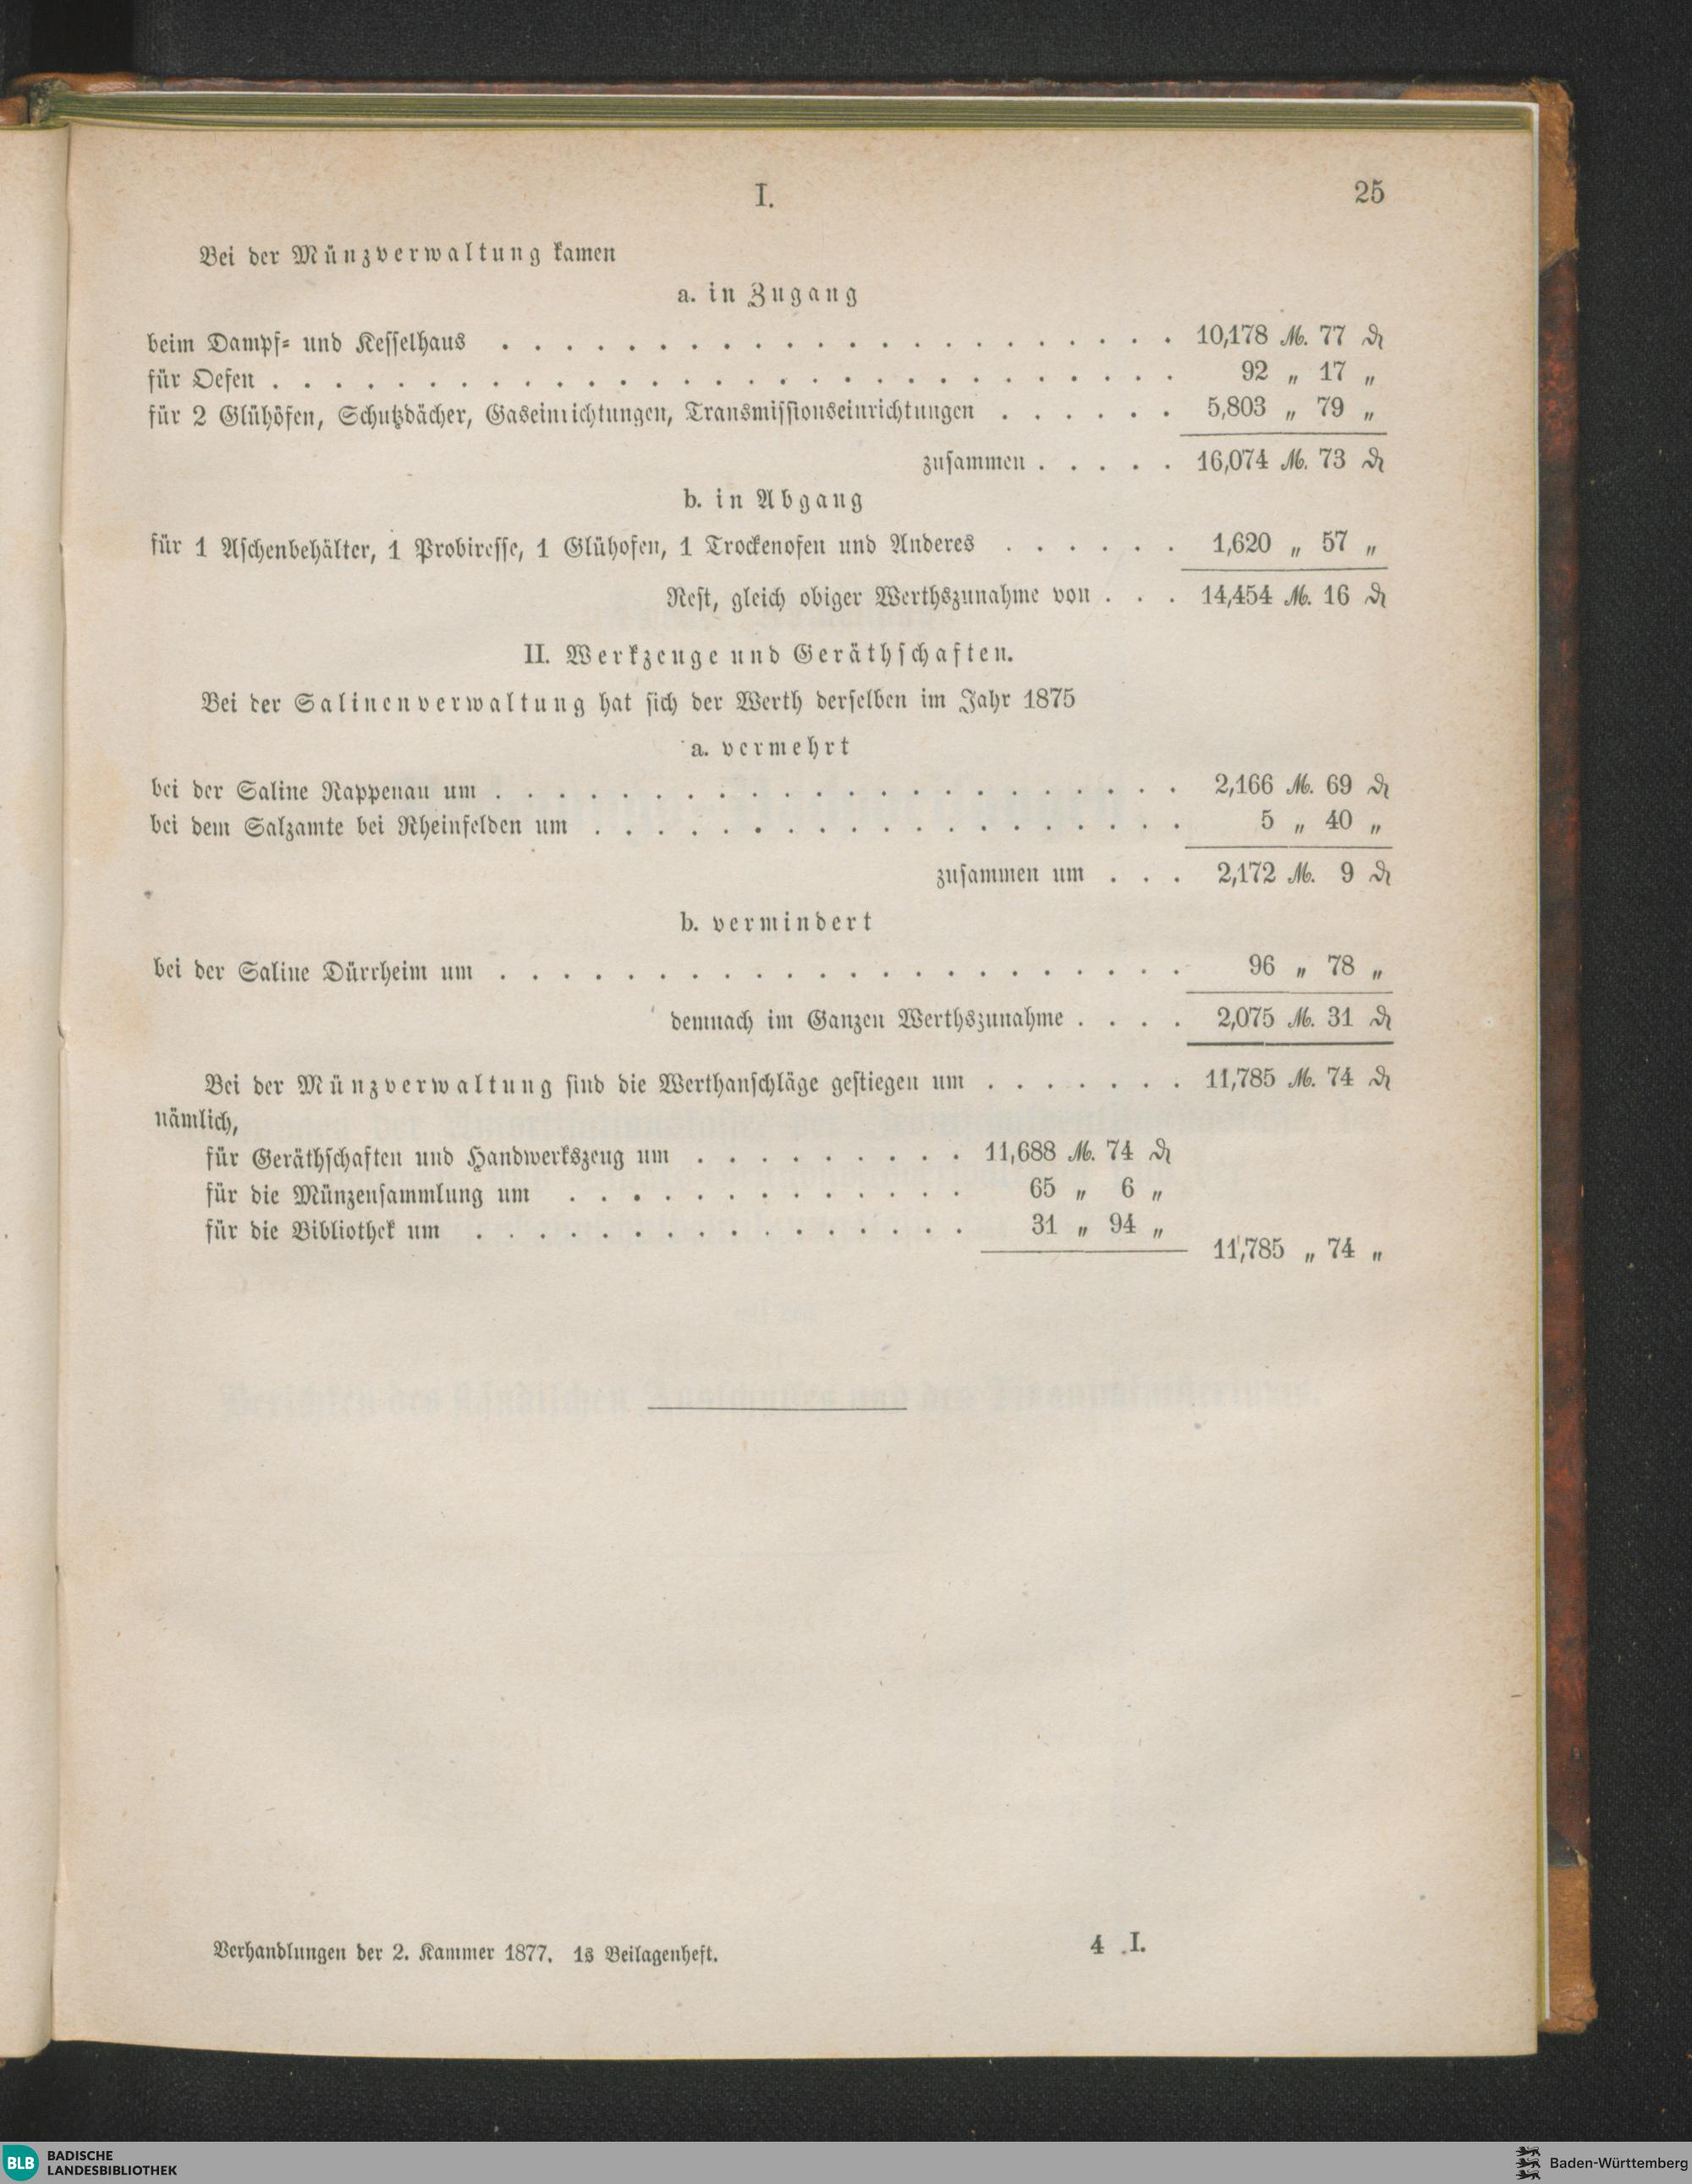 I.
25
Bei der Münzverwaltung kamen
a. in Zugang
beim Dampf- und Kesselhaus . . . . . . . . . . . . . . . . . . . . . . 10,178 ℳ. 77 ₰
für Oefen . . . . . . . . . . . . . . . . . . . . . . . . . . . . . 92 „ 17 „
für 2 Glühöfen, Schutzdächer, Gaseinrichtungen, Transmissionseinrichtungen . . . . . . 5,803 „ 79 „
zusammen . . . . . 16,074 ℳ. 73 ₰
b. in Abgang
für 1 Aschenbehälter, 1 Probiresse, 1 Glühofen, 1 Trockenofen und Anderes . . . . . . 1,620 „ 57 „
Rest, gleich obiger Werthszunahme von . . . 14,454 ℳ. 16 ₰
II. Werkzeuge und Geräthschaften.
Bei der Salinenverwaltung hat sich der Werth derselben im Jahr 1875
a. vermehrt
bei der Saline Rappenau um . . . . . . . . . . . . . . . . . . . . . . 2,166 ℳ. 69 ₰
bei dem Salzamte bei Rheinfelden um . . . . . . . . . . . . . . . . . . . 5 „ 40 „
zusammen um . . . 2,172 ℳ. 9 ₰
b. vermindert
bei der Saline Dürrheim um . . . . . . . . . . . . . . . . . . . . . . 96 „ 78 „
demnach im Ganzen Werthszunahme . . . . 2,075 ℳ. 31 ₰
Bei der Münzverwaltung sind die Werthanschläge gestiegen um . . . . . . . 11,785 ℳ. 74 ₰
nämlich,
für Geräthschaften und Handwerkszeug um . . . . . . . . . 11,688 ℳ. 74 ₰
für die Münzensammlung um . . . . . . . . . . . . . 65 „ 6 „
für die Bibliothek um . . . . . . . . . . . . . . . . 31 „ 94 „
11,785 „ 74 „
Verhandlungen der 2. Kammer 1877. 1s Beilagenheft.
4 I.
BLB BADISCHE
LANDESBIBLIOTHEK
Baden-Württemberg